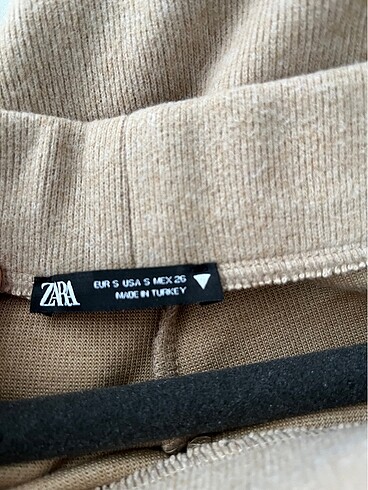 ZARA
EUR S USA S MEX 26
MADE IN TURKEY